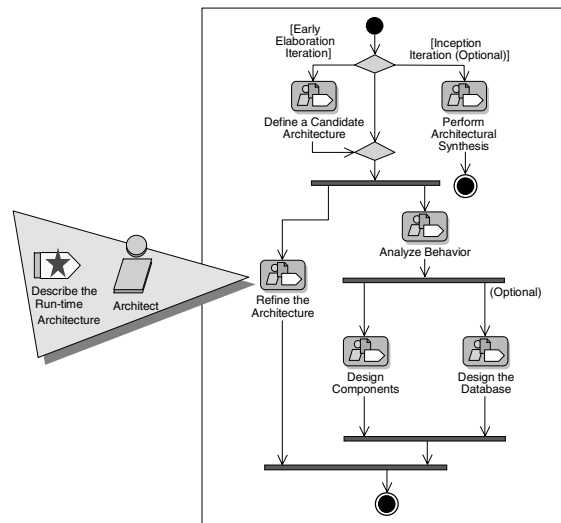 [Early
Elaboration
Iteration]
[Inception
Iteration (Optional)]
Define a Candidate
Architecture
Perform
Architectural
Synthesis
Analyze Behavior
Describe the
Run-time
Architecture
Architect
Refine the
Architecture
(Optional)
Design
Components
Design the
Database